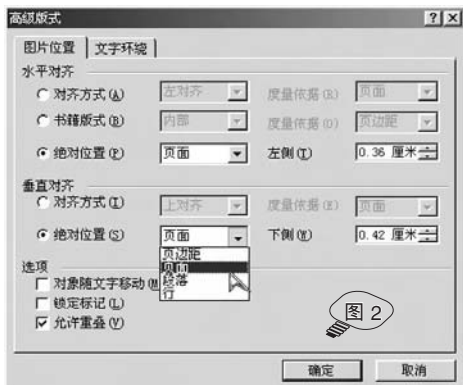 高级版式
图片位置 文字环绕
水平对齐
对齐方式(A) 左对齐 度量依据(R) 页面
书籍版式(B) 内部 度量依据(O) 页边距
绝对位置(P) 页面 左侧(T) 0.36 厘米
垂直对齐
对齐方式(I) 上对齐 度量依据(E) 页面
绝对位置(S) 页面 下侧(W) 0.42 厘米
页边距
页面
段落
行
选项
对象随文字移动(M
锁定标记(L)
允许重叠(V)
图 2
确定 取消